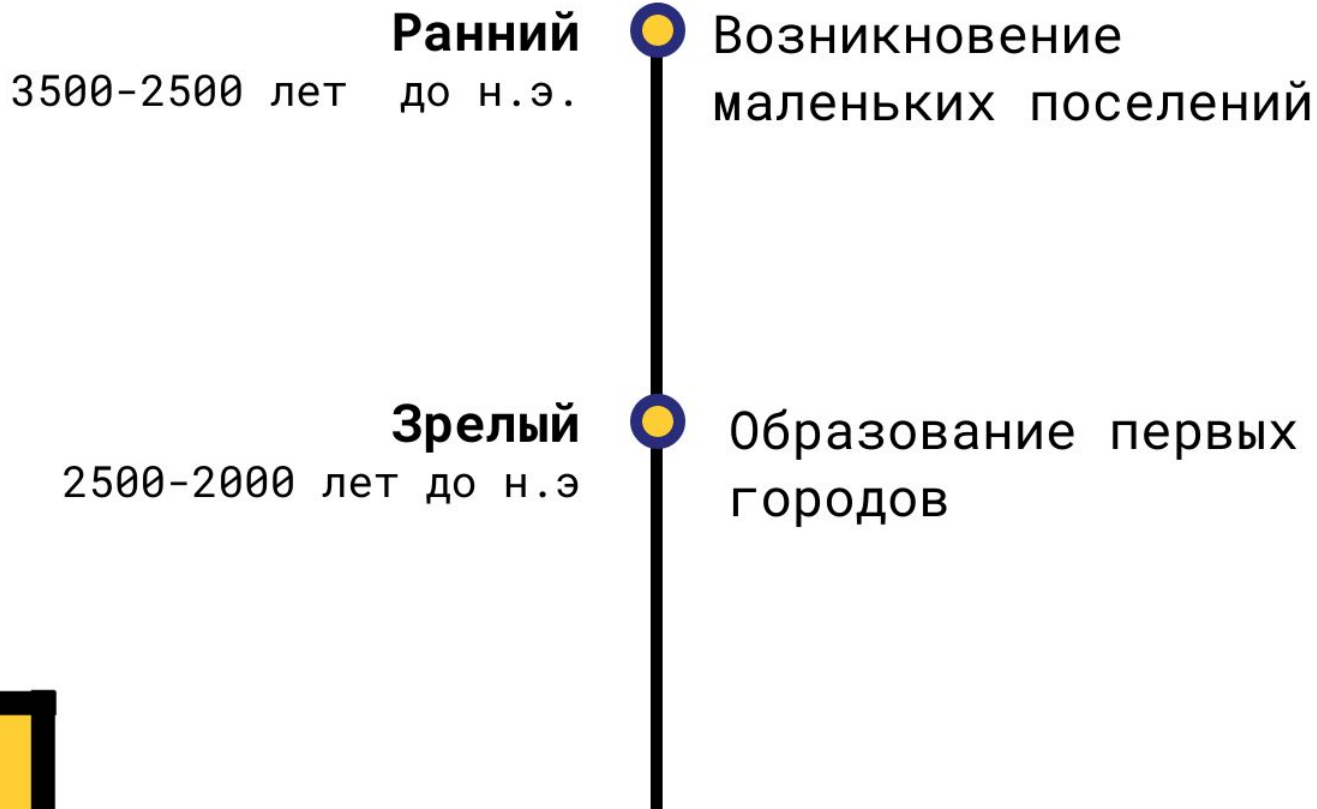 Ранний
3500-2500 лет до н.э.
Возникновение
маленьких поселений
Зрелый
2500-2000 лет до н.э
Образование первых
городов